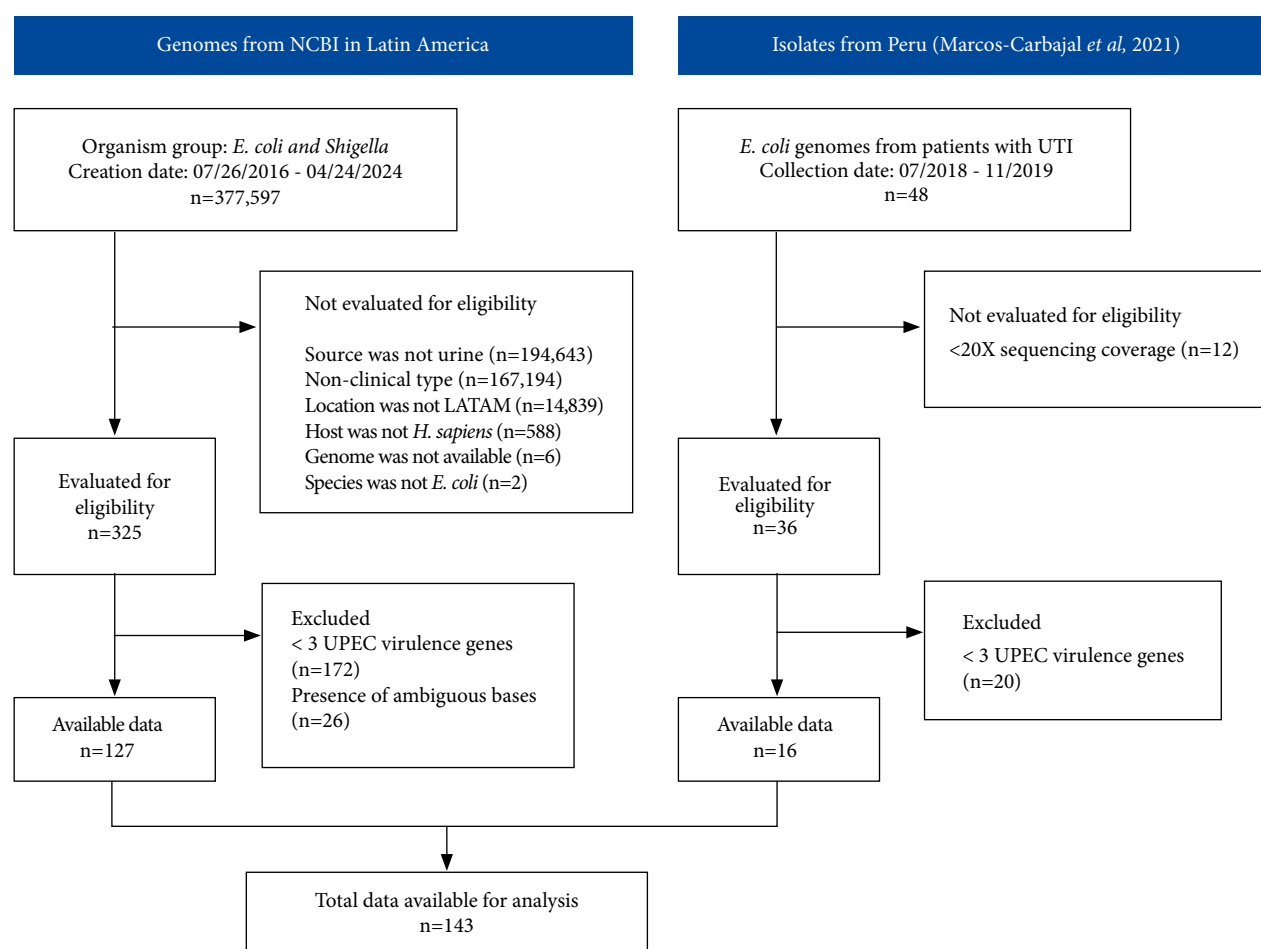 Genomes from NCBI in Latin America
Organism group: E. coli and Shigella
Creation date: 07/26/2016 - 04/24/2024
n=377,597
Not evaluated for eligibility
Source was not urine (n=194,643)
Non-clinical type (n=167,194)
Location was not LATAM (n=14,839)
Host was not H. sapiens (n=588)
Genome was not available (n=6)
Species was not E. coli (n=2)
Evaluated for
eligibility
n=325
Excluded
< 3 UPEC virulence genes
(n=172)
Presence of ambiguous bases
(n=26)
Available data
n=127
Isolates from Peru (Marcos-Carbajal et al, 2021)
E. coli genomes from patients with UTI
Collection date: 07/2018 - 11/2019
n=48
Not evaluated for eligibility
<20X sequencing coverage (n=12)
Evaluated for
eligibility
n=36
Excluded
< 3 UPEC virulence genes
(n=20)
Available data
n=16
Total data available for analysis
n=143